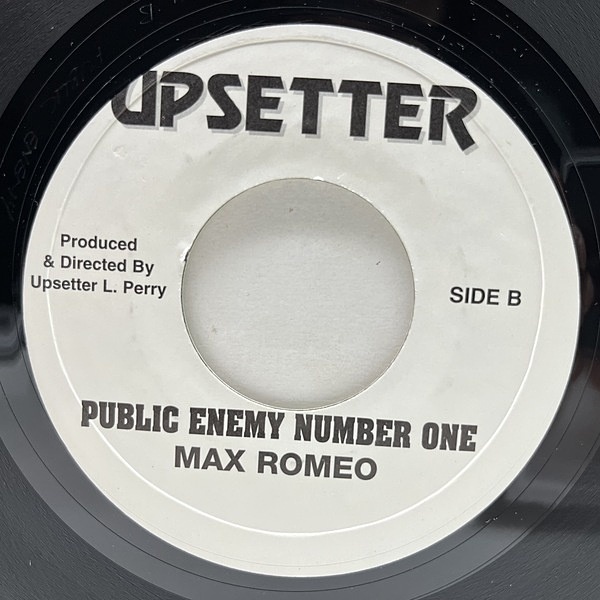 UPSETTER
Produced
& Directed By
Upsetter L. Perry
SIDE B
PUBLIC ENEMY NUMBER ONE
MAX ROMEO